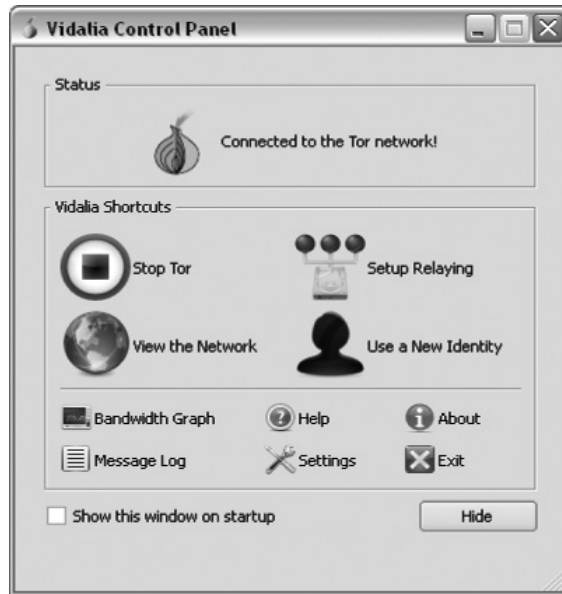 Vidalia Control Panel
Status
Connected to the Tor network!
Vidalia Shortcuts
Stop Tor
Setup Relaying
View the Network
Use a New Identity
Bandwidth Graph
Help
About
Message Log
Settings
Exit
Show this window on startup
Hide